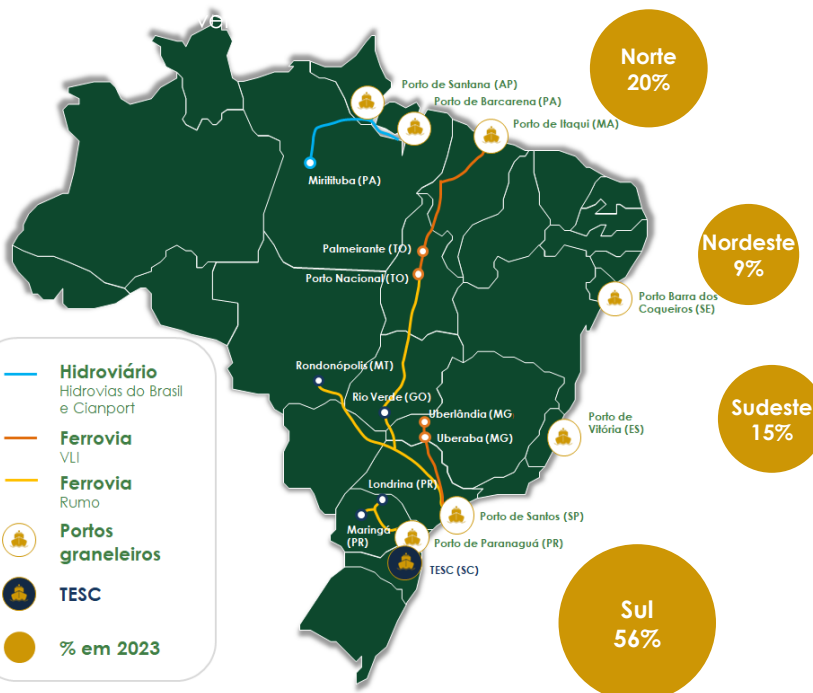 Norte
20%
Porto de Santana (AP)
Porto de Barcarena (PA)
Porto de Itaqui (MA)
Miritituba (PA)
Palmeirante (TO)
Porto Nacional (TO)
Nordeste
9%
Porto Barra dos
Coqueiros (SE)
Rondonópolis (MT)
Rio Verde (GO)
Uberlândia (MG
Uberaba (MG)
Porto de
Vitória (ES)
Sudeste
15%
Londrina (PR)
Maringá
(PR)
Porto de Santos (SP)
Porto de Paranaguá (PR)
TESC (SC)
Sul
56%
Hidroviário
Hidrovias do Brasil
e Cianport
Ferrovia
VLI
Ferrovia
Rumo
Portos
graneleiros
TESC
% em 2023